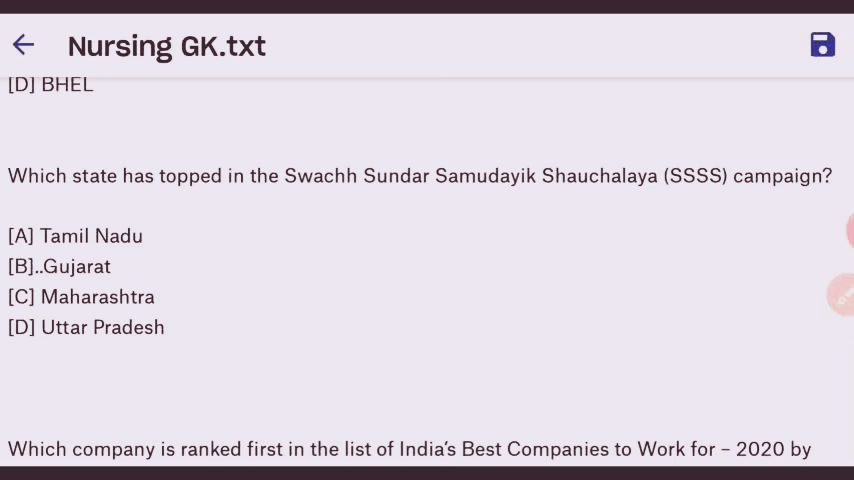 Nursing GK.txt
[D] BHEL
Which state has topped in the Swachh Sundar Samudayik Shauchalaya (SSSS) campaign?
[A] Tamil Nadu
[B]..Gujarat
[C] Maharashtra
[D] Uttar Pradesh
Which company is ranked first in the list of India's Best Companies to Work for – 2020 by